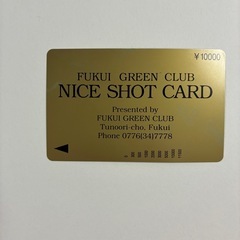 ¥10000
FUKUI GREEN CLUB
NICE SHOT CARD
Presented by
FUKUI GREEN CLUB
Tunoori-cho, Fukui
Phone 0776(34)7778